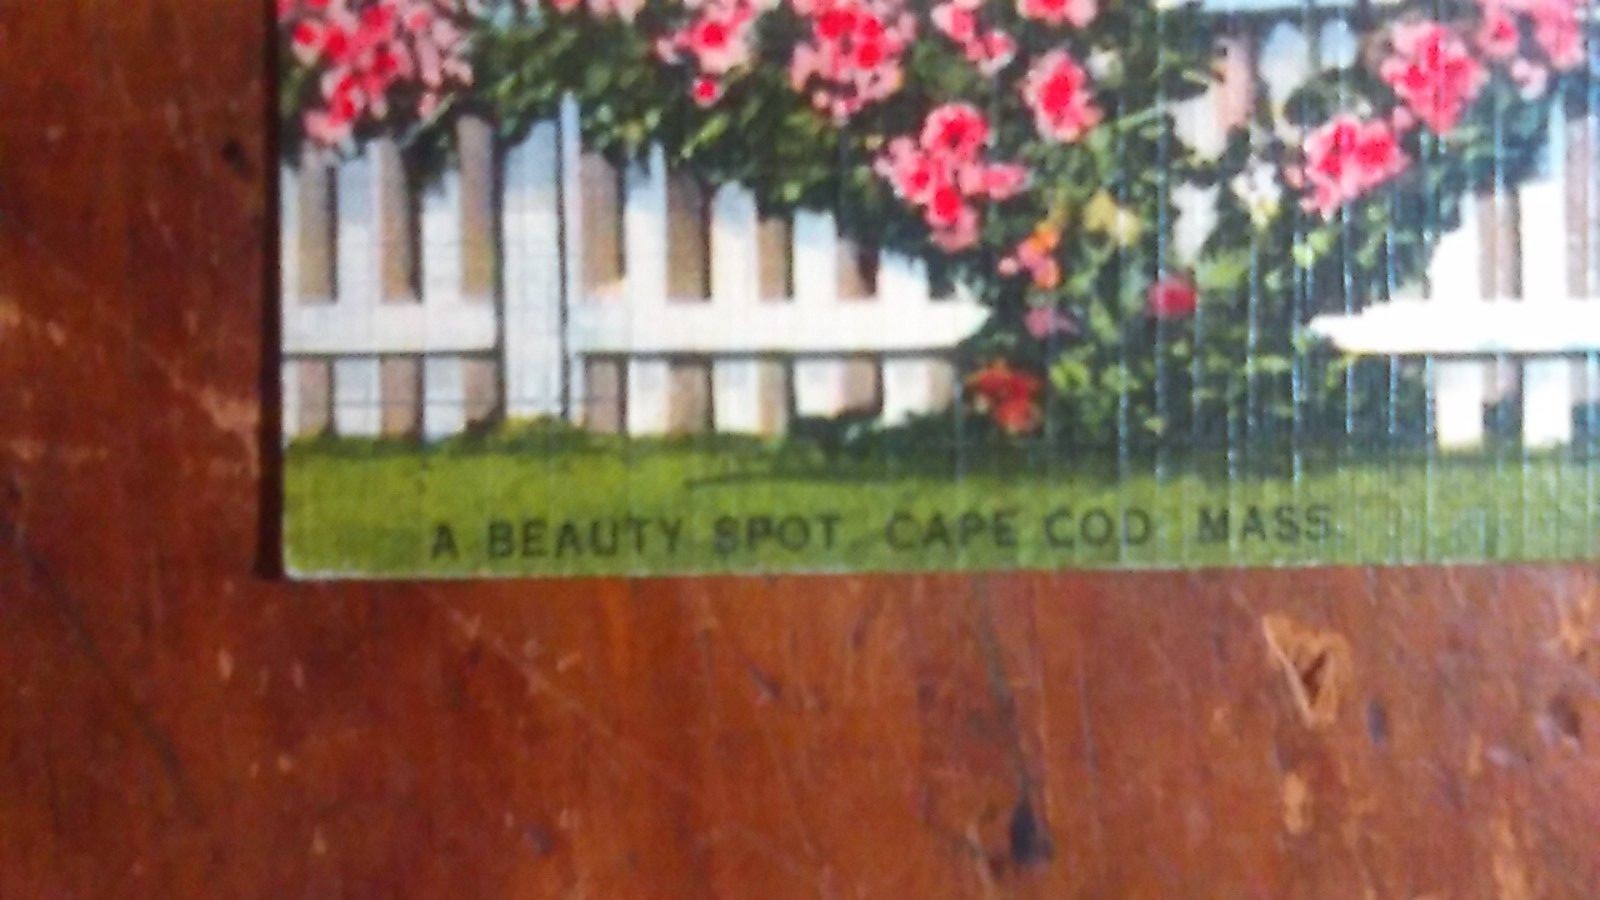 A BEAUTY SPOT, CAPE COD, MASS.